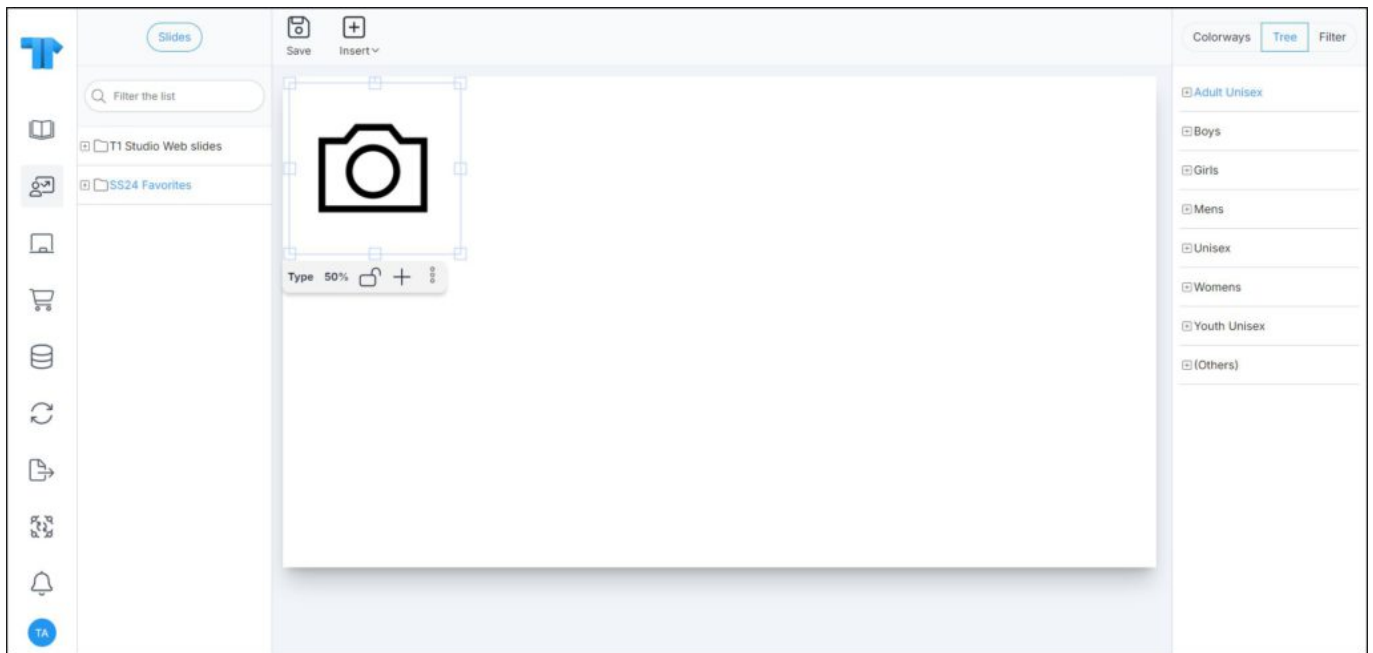 Slides
Filter the list
T1 Studio Web slides
SS24 Favorites
TA
Save
Insert
Type 50%
Colorways Tree Filter
Adult Unisex
Boys
Girls
Mens
Unisex
Womens
Youth Unisex
(Others)